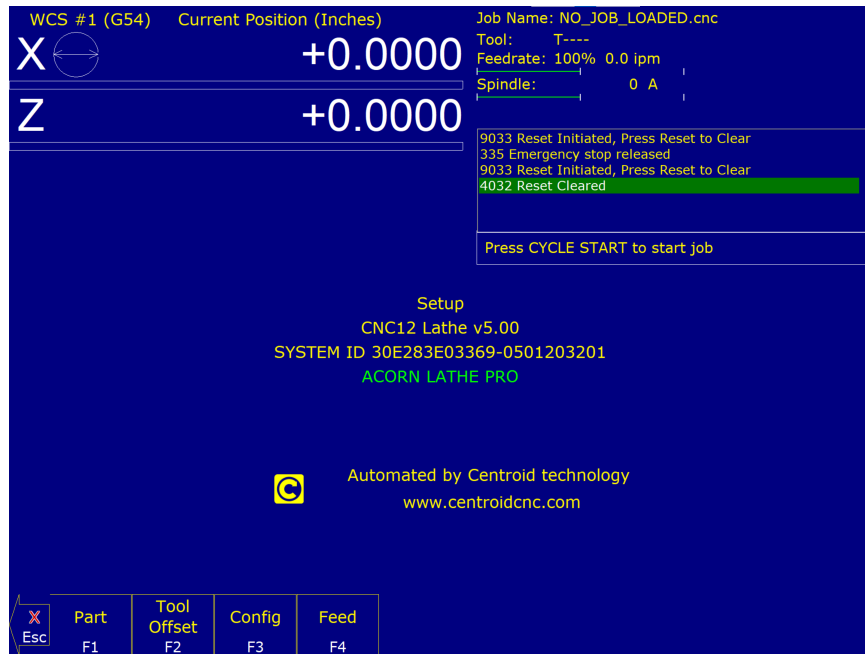 WCS #1 (G54) Current Position (Inches)
X +0.0000
Z +0.0000
Job Name: NO_JOB_LOADED.cnc
Tool: T----
Feedrate: 100% 0.0 ipm
Spindle: 0 A
9033 Reset Initiated, Press Reset to Clear
335 Emergency stop released
9033 Reset Initiated, Press Reset to Clear
4032 Reset Cleared
Press CYCLE START to start job
Setup
CNC12 Lathe v5.00
SYSTEM ID 30E283E03369-0501203201
ACORN LATHE PRO
C
Automated by Centroid technology
www.centroidcnc.com
X
Esc
Part
F1
Tool
Offset
F2
Config
F3
Feed
F4